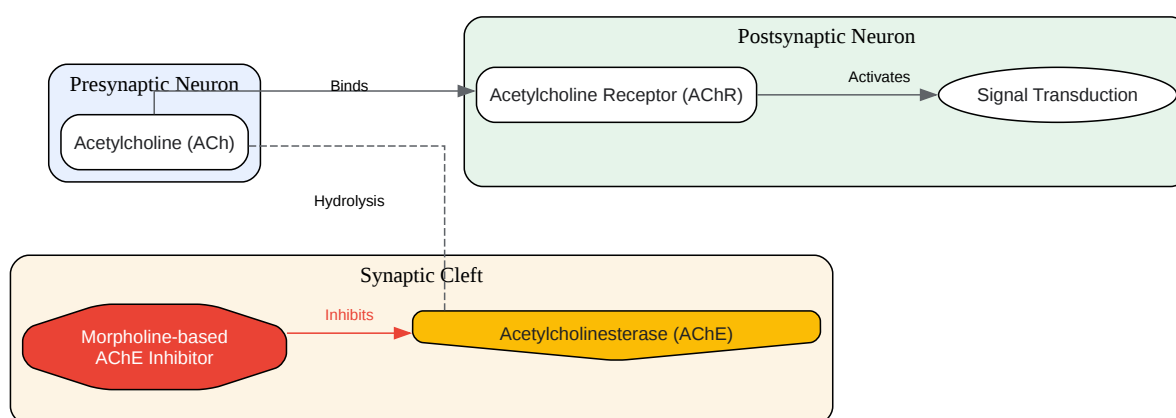 Postsynaptic Neuron
Presynaptic Neuron
Binds
Acetylcholine Receptor (AChR)
Activates
Signal Transduction
Acetylcholine (ACh)
Hydrolysis
Synaptic Cleft
Morpholine-based
AChE Inhibitor
Inhibits
Acetylcholinesterase (AChE)